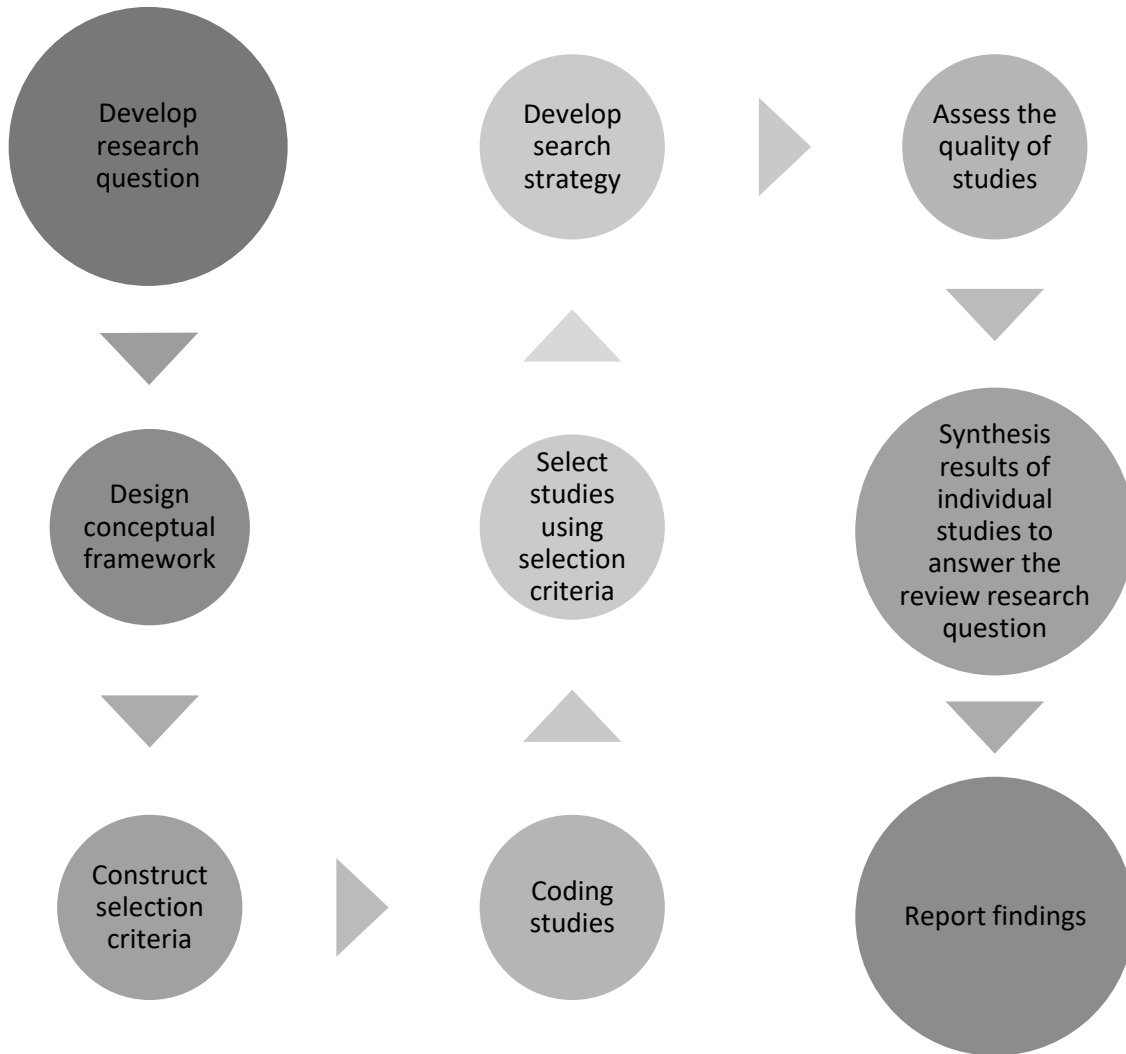 Develop
research
question
Design
conceptual
framework
Construct
selection
criteria
Coding
studies
Select
studies
using
selection
criteria
Develop
search
strategy
Assess the
quality of
studies
Synthesis
results of
individual
studies to
answer the
review research
question
Report findings